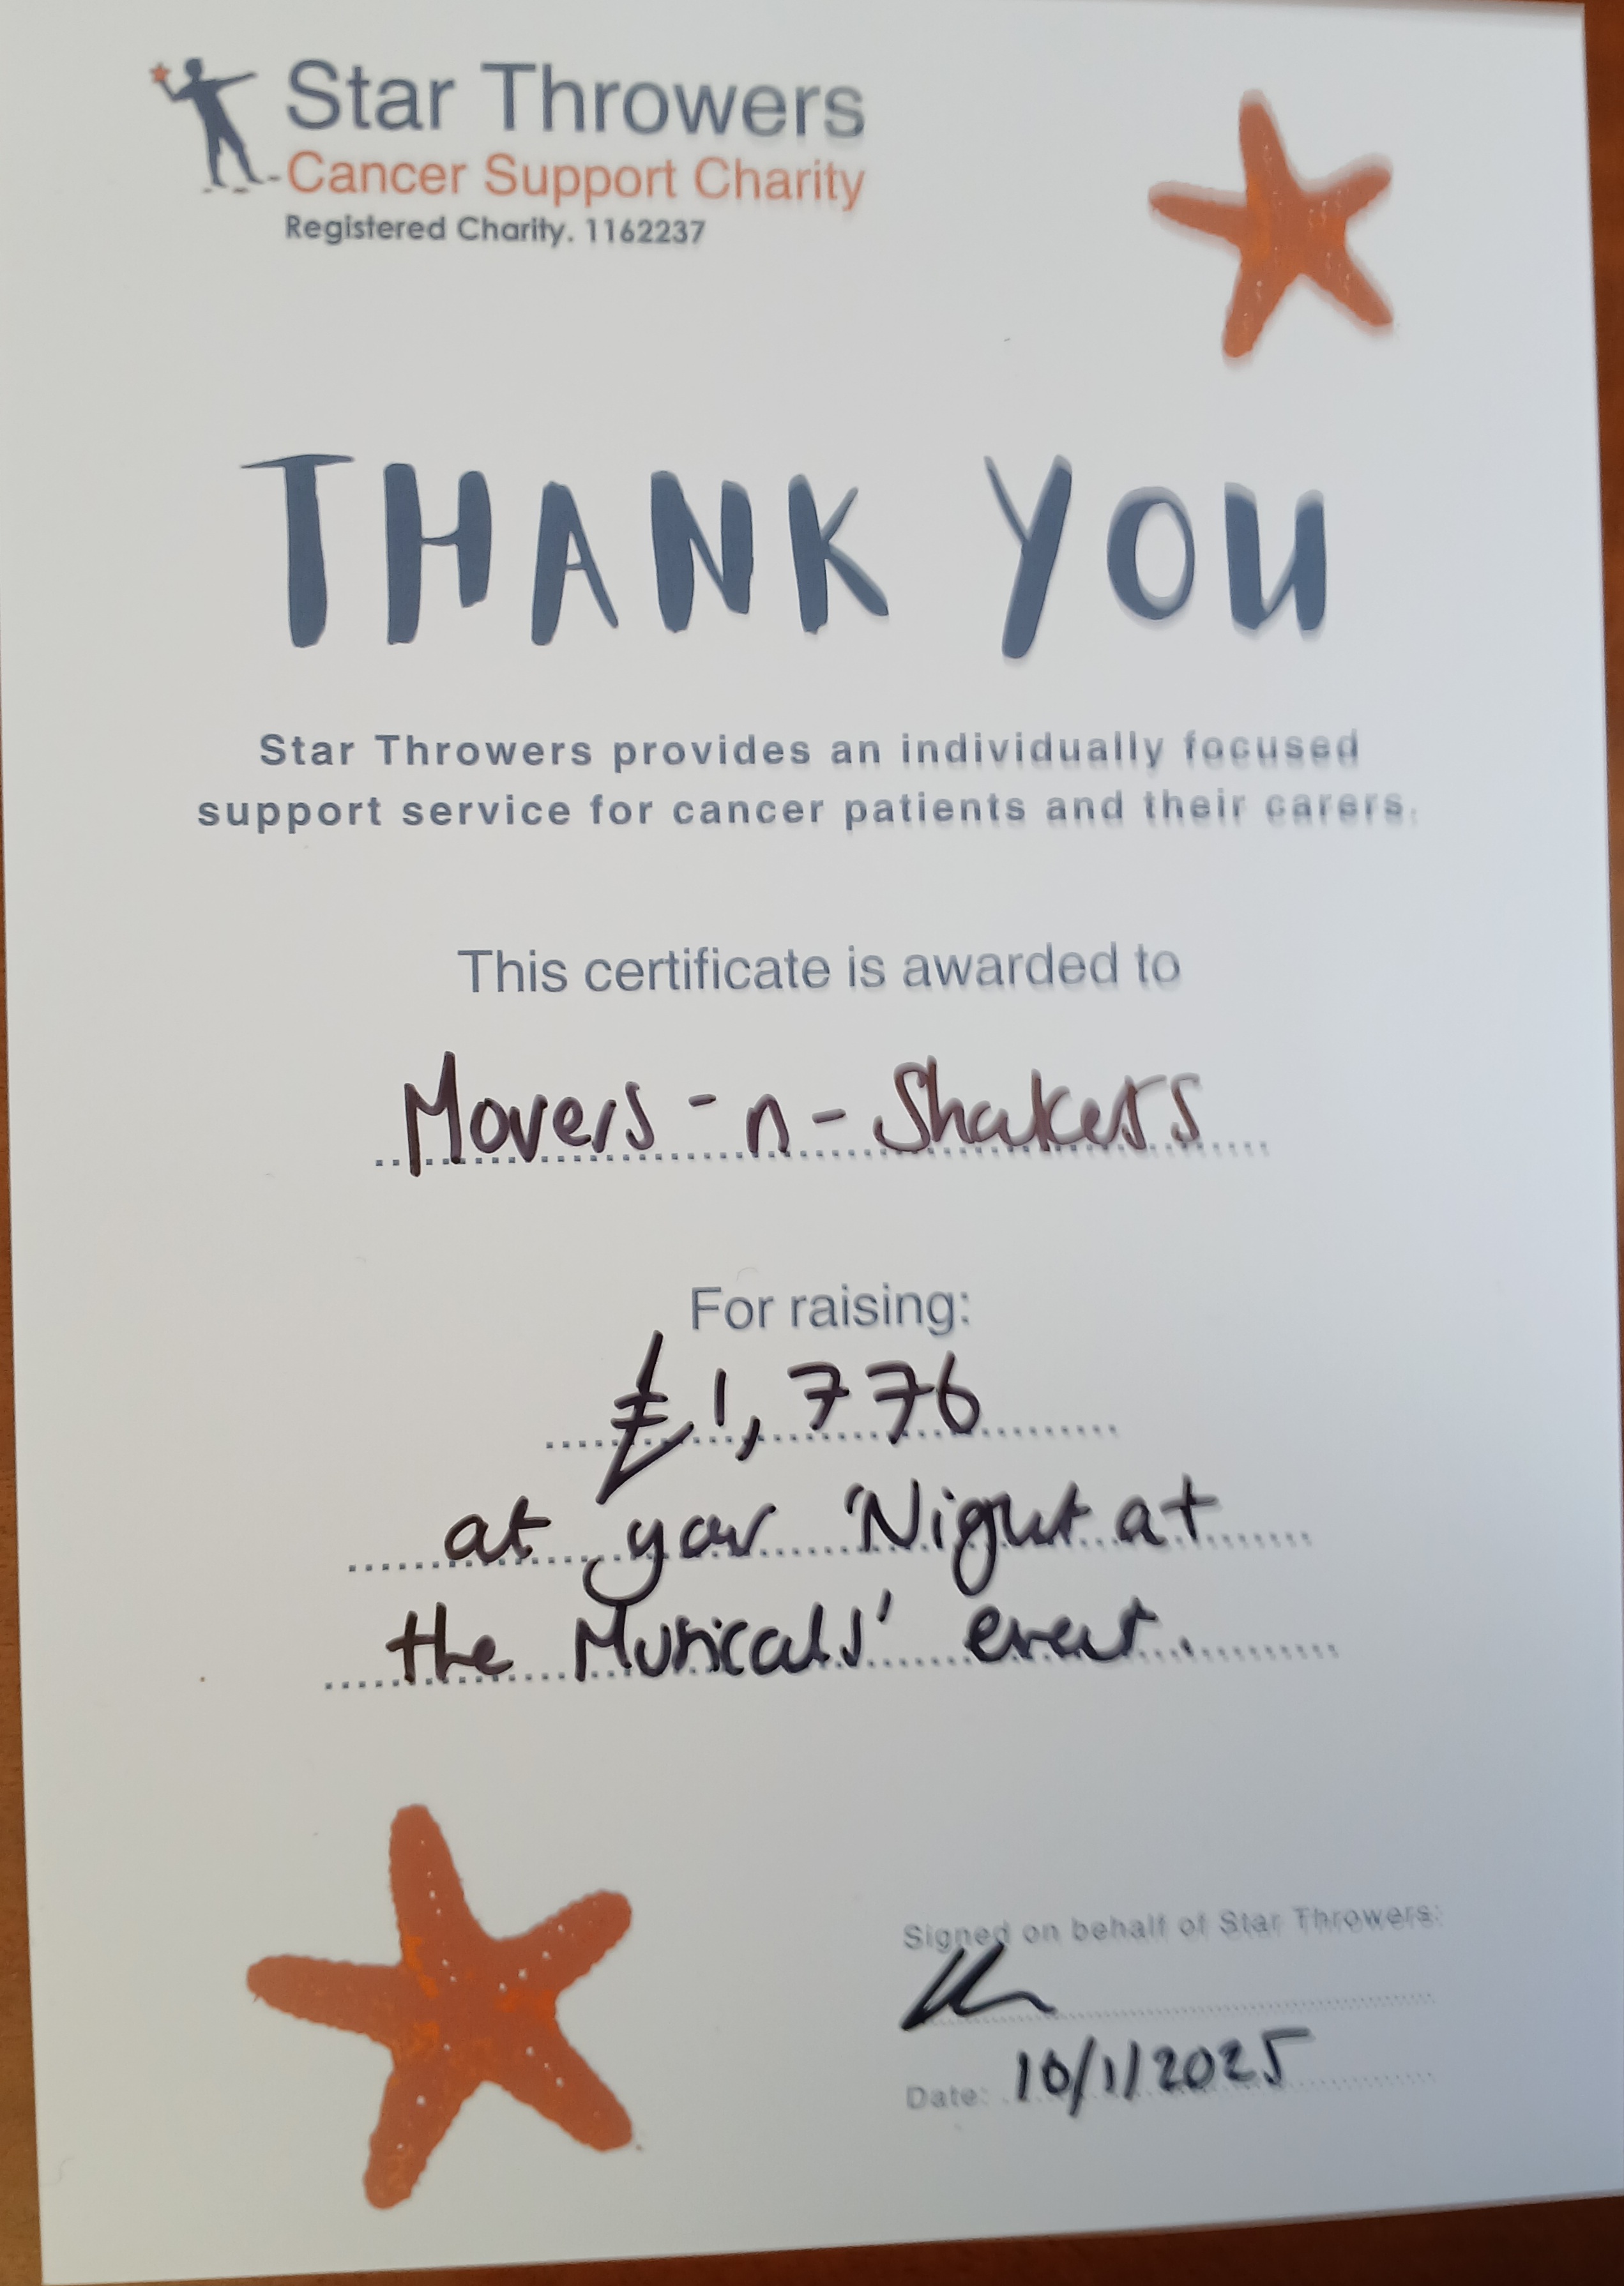 Star Throwers
Cancer Support Charity
Registered Charity. 1162237
THANK YOU
Star Throwers provides an individually focused
support service for cancer patients and their carers.
This certificate is awarded to
Movers-n-Shakers
For raising:
£1,776
at your 'Night at
the Musicals' event.
Signed on behalf of Star Throwers:
Date: 10/1/2025